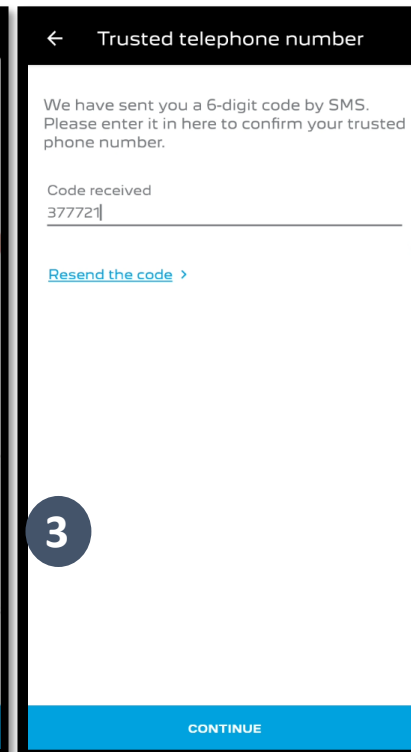 Trusted telephone number
We have sent you a 6-digit code by SMS.
Please enter it in here to confirm your trusted
phone number.
Code received
377721
Resend the code >
3
CONTINUE